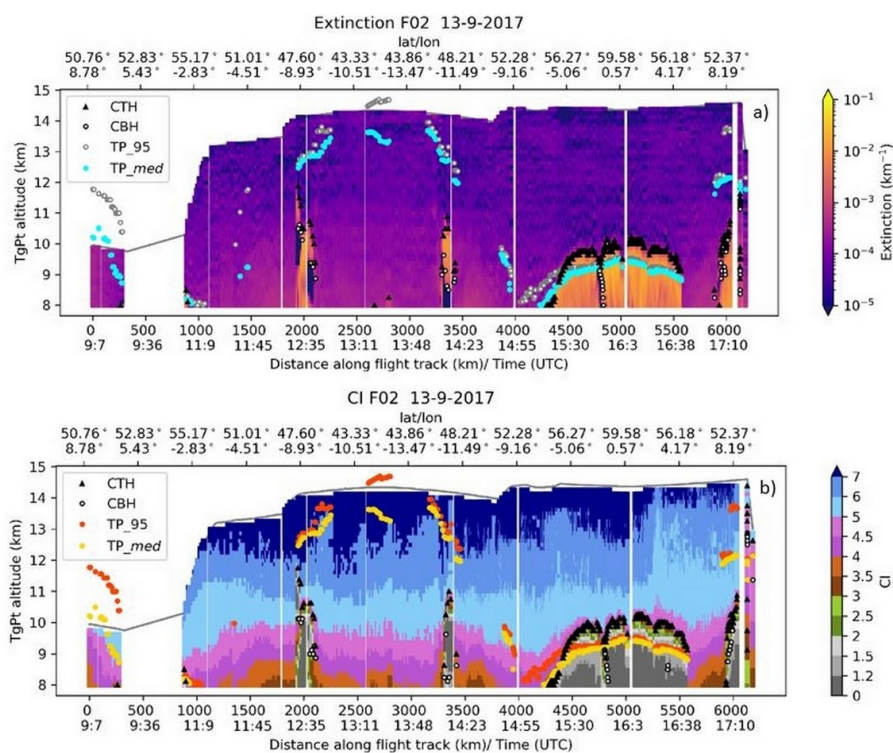 Extinction F02 13-9-2017
lat/lon
50.76° 52.83° 55.17° 51.01° 47.60° 43.33° 43.86° 48.21° 52.28° 56.27° 59.58° 56.18° 52.37°
8.78° 5.43° -2.83° -4.51° -8.93° -10.51° -13.47° -11.49° -9.16° -5.06° 0.57° 4.17° 8.19°
a)
CTH
CBH
TP_95
TP_med
15
14
13
12
11
10
9
8
TgPt altitude (km)
0 500 1000 1500 2000 2500 3000 3500 4000 4500 5000 5500 6000
9:7 9:36 11:9 11:45 12:35 13:11 13:48 14:23 14:55 15:30 16:3 16:38 17:10
Distance along flight track (km)/ Time (UTC)
10⁻¹
10⁻²
10⁻³
10⁻⁴
10⁻⁵
Extinction (km⁻¹)
CI F02 13-9-2017
lat/lon
50.76° 52.83° 55.17° 51.01° 47.60° 43.33° 43.86° 48.21° 52.28° 56.27° 59.58° 56.18° 52.37°
8.78° 5.43° -2.83° -4.51° -8.93° -10.51° -13.47° -11.49° -9.16° -5.06° 0.57° 4.17° 8.19°
b)
CTH
CBH
TP_95
TP_med
15
14
13
12
11
10
9
8
TgPt altitude (km)
0 500 1000 1500 2000 2500 3000 3500 4000 4500 5000 5500 6000
9:7 9:36 11:9 11:45 12:35 13:11 13:48 14:23 14:55 15:30 16:3 16:38 17:10
Distance along flight track (km)/ Time (UTC)
7
6
5
4
3.5
3
2
1.5
1.2
0
CI